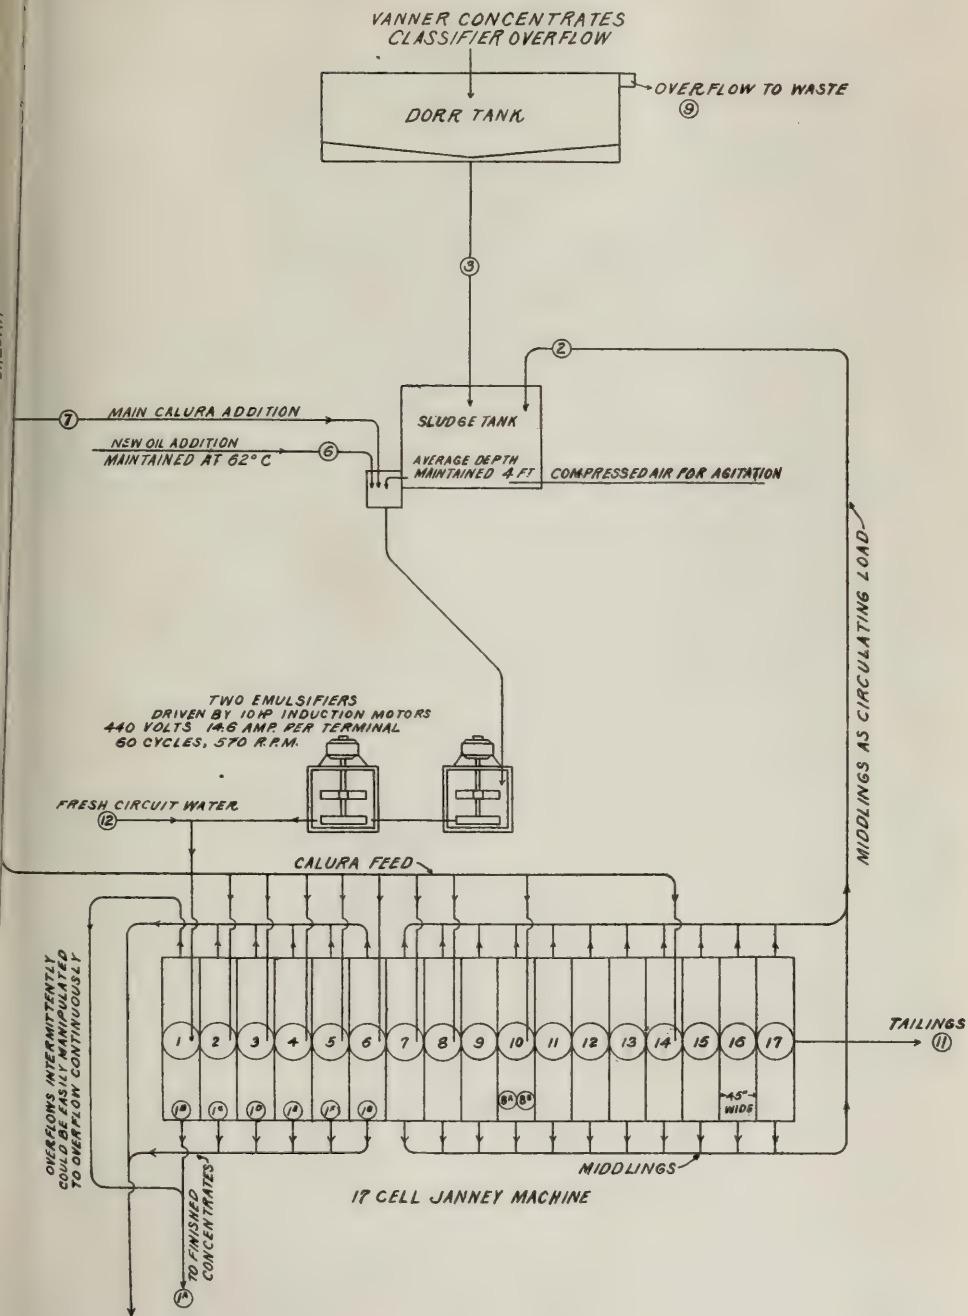 VANNER CONCENTRATES
CLASSIFIER OVERFLOW
OVERFLOW TO WASTE
9
DORR TANK
3
2
7 MAIN CALURA ADDITION
SLUDGE TANK
NEW OIL ADDITION
MAINTAINED AT 62° C
6
AVERAGE DEPTH
MAINTAINED 4 FT
COMPRESSED AIR FOR AGITATION
MIDDLINGS AS CIRCULATING LOAD
TWO EMULSIFIERS
DRIVEN BY 10 HP INDUCTION MOTORS
440 VOLTS 14.6 AMP. PER TERMINAL
60 CYCLES, 570 R.P.M.
FRESH CIRCUIT WATER
12
CALURA FEED
OVERFLOWS INTERMITTENTLY
COULD BE EASILY MANIPULATED
TO OVERFLOW CONTINUOUSLY
1 2 3 4 5 6 7 8 9 10 11 12 13 14 15 16 17
TAILINGS
11
8A 8B
45"
WIDE
MIDDLINGS
17 CELL JANNEY MACHINE
TO FINISHED
CONCENTRATES
1A